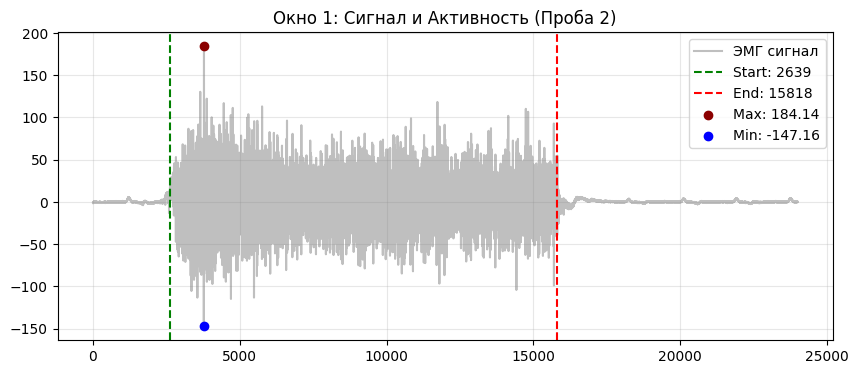 Окно 1: Сигнал и Активность (Проба 2)
200
150
100
50
0
−50
−100
−150
ЭМГ сигнал
Start: 2639
End: 15818
Max: 184.14
Min: -147.16
0 5000 10000 15000 20000 25000